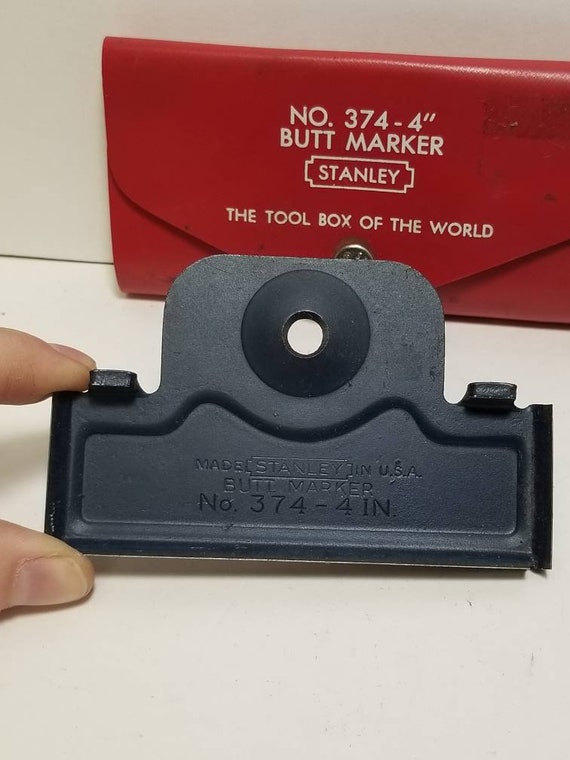 NO. 374-4"
BUTT MARKER
STANLEY
THE TOOL BOX OF THE WORLD
MADE STANLEY IN U.S.A.
BUTT MARKER
No. 374-4 IN.